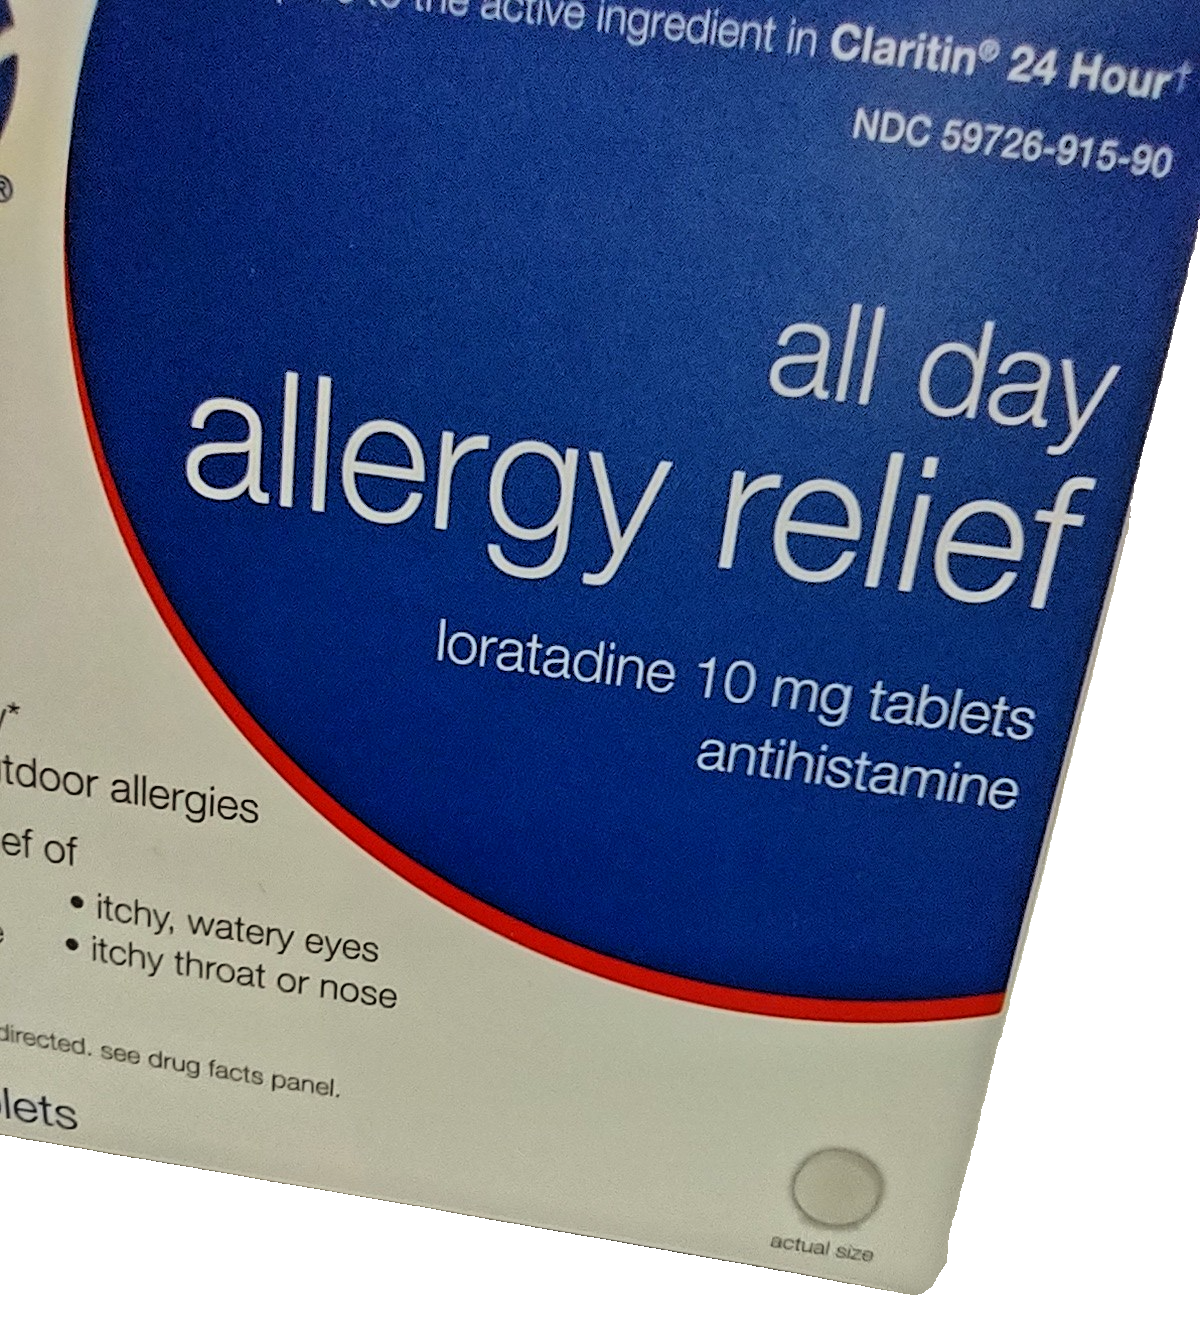 the active ingredient in Claritin® 24 Hour†
NDC 59726-915-90
®
all day
allergy relief
loratadine 10 mg tablets
antihistamine
tdoor allergies
ef of
• itchy, watery eyes
• itchy throat or nose
directed. see drug facts panel.
lets
actual size